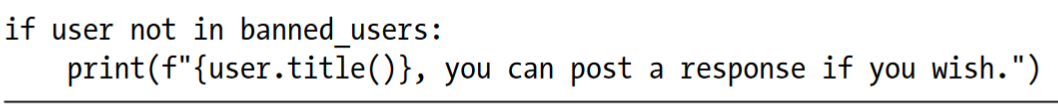 if user not in banned_users:
    print(f"{user.title()}, you can post a response if you wish.")